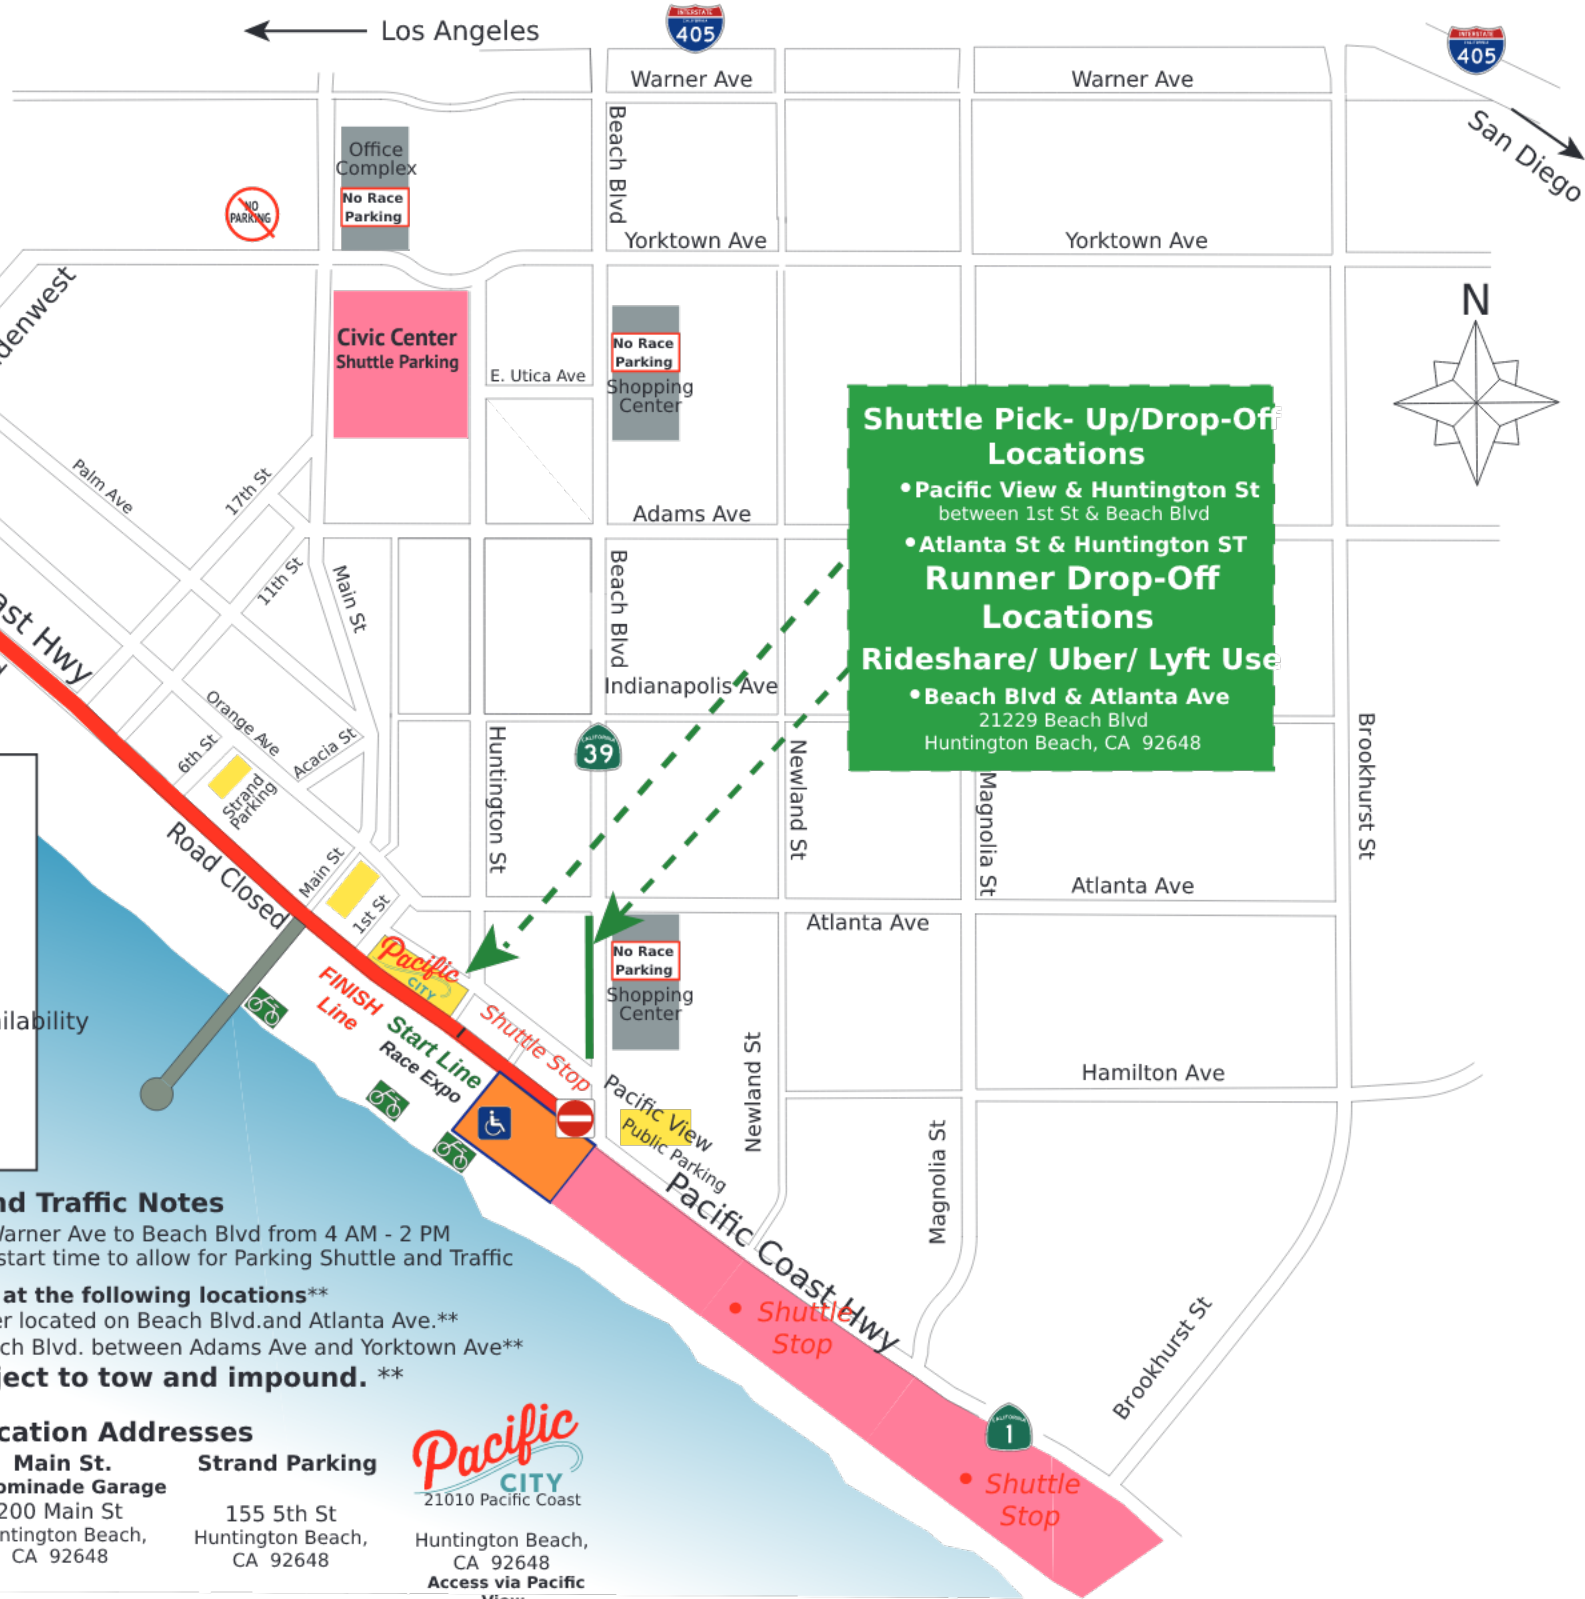 Los Angeles
INTERSTATE
CALIFORNIA
405
INTERSTATE
CALIFORNIA
405
San Diego
Warner Ave
Warner Ave
Beach Blvd
Office
Complex
No Race
Parking
NO
PARKING
Yorktown Ave
Yorktown Ave
denwest
N
Civic Center
Shuttle Parking
E. Utica Ave
No Race
Parking
Shopping
Center
Palm Ave
17th St
Adams Ave
Shuttle Pick- Up/Drop-Off
Locations
•Pacific View & Huntington St
between 1st St & Beach Blvd
•Atlanta St & Huntington ST
Runner Drop-Off
Locations
Rideshare/ Uber/ Lyft Use
•Beach Blvd & Atlanta Ave
21229 Beach Blvd
Huntington Beach, CA 92648
11th St
Main St
Beach Blvd
ast Hwy
Indianapolis Ave
Orange Ave
6th St
Acacia St
Strand
Parking
Huntington St
CALIFORNIA
39
Newland St
Magnolia St
Brookhurst St
Road Closed
Main St
1st St
Atlanta Ave
Atlanta Ave
Pacific
CITY
No Race
Parking
Shopping
Center
FINISH
Line
Start Line
Race Expo
Shuttle Stop
ilability
Newland St
Hamilton Ave
Pacific View
Public Parking
Magnolia St
Pacific Coast Hwy
Shuttle
Stop
Brookhurst St
CALIFORNIA
1
Shuttle
Stop
nd Traffic Notes
Warner Ave to Beach Blvd from 4 AM - 2 PM
start time to allow for Parking Shuttle and Traffic
at the following locations**
er located on Beach Blvd.and Atlanta Ave.**
ch Blvd. between Adams Ave and Yorktown Ave**
ject to tow and impound. **
cation Addresses
Main St.
ominade Garage
200 Main St
ntington Beach,
CA 92648
Strand Parking
155 5th St
Huntington Beach,
CA 92648
Pacific
CITY
21010 Pacific Coast
Huntington Beach,
CA 92648
Access via Pacific
View